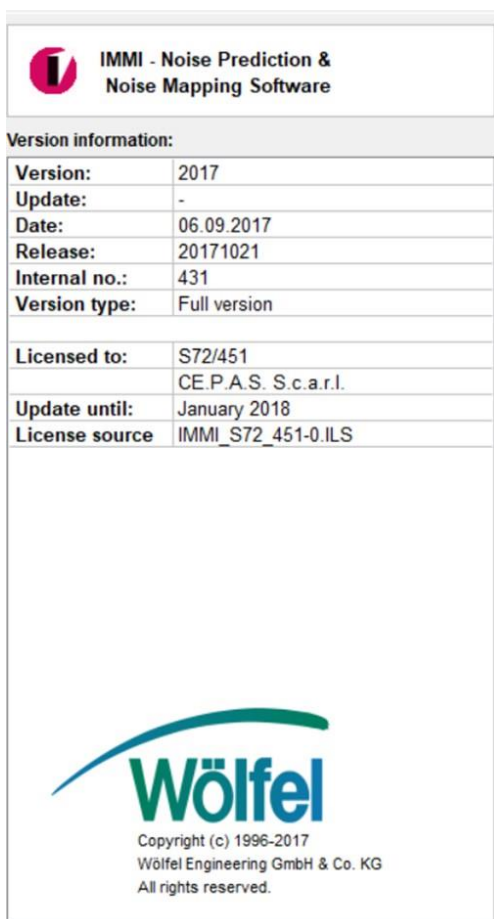 IMMI - Noise Prediction &
Noise Mapping Software
Version information:
Version: 2017
Update: -
Date: 06.09.2017
Release: 20171021
Internal no.: 431
Version type: Full version
Licensed to: S72/451
CE.P.A.S. S.c.a.r.l.
Update until: January 2018
License source IMMI_S72_451-0.ILS
Wölfel
Copyright (c) 1996-2017
Wölfel Engineering GmbH & Co. KG
All rights reserved.